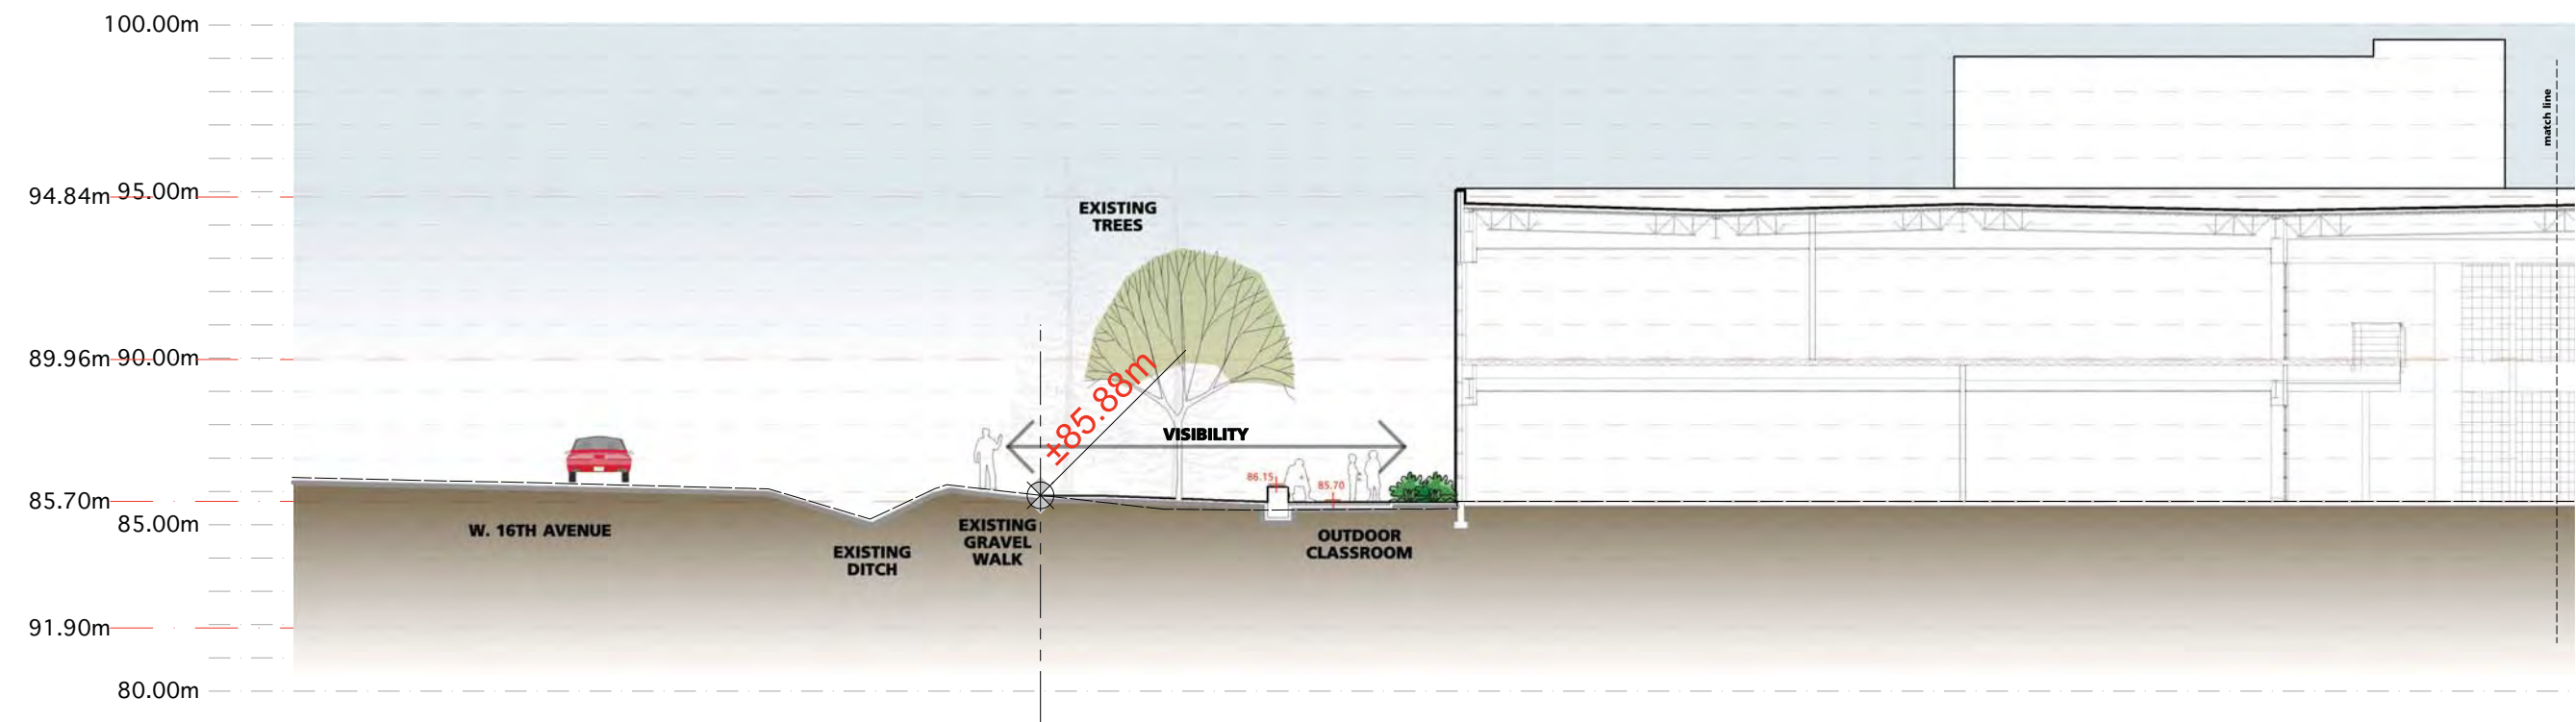 100.00m
94.84m 95.00m
89.96m 90.00m
85.70m
85.00m
91.90m
80.00m
EXISTING
TREES
±85.88m
VISIBILITY
86.15
85.70
W. 16TH AVENUE
EXISTING
DITCH
EXISTING
GRAVEL
WALK
OUTDOOR
CLASSROOM
match line